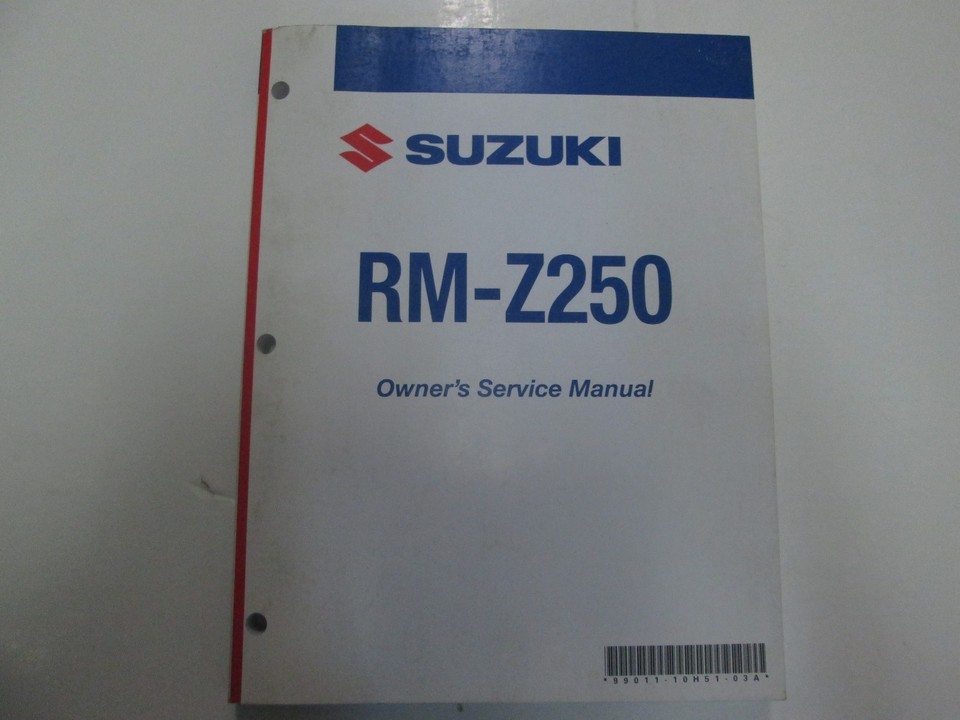 SUZUKI
RM-Z250
Owner's Service Manual
*99011-10H51-03A*